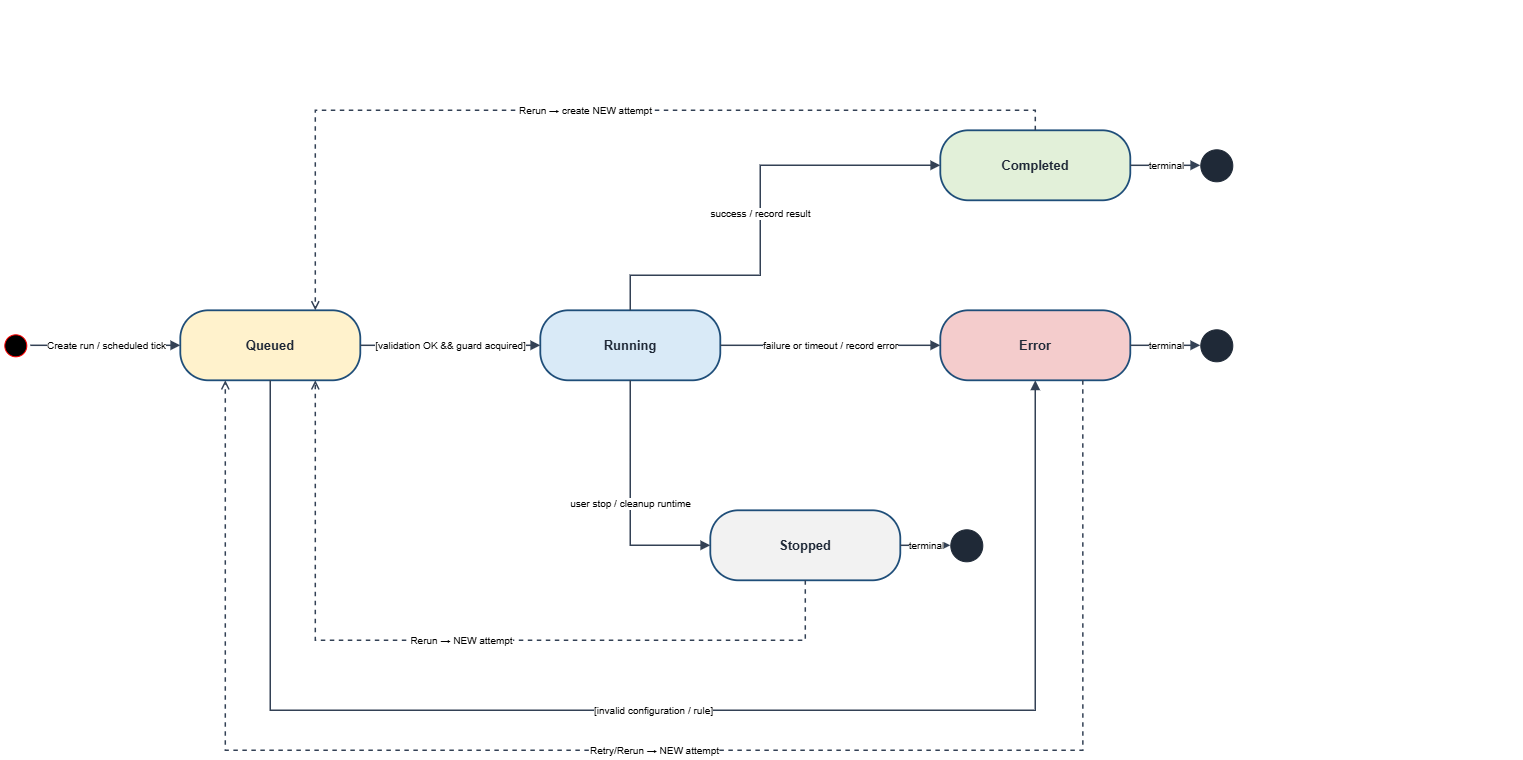 Rerun → create NEW attempt
Completed
terminal
success / record result
Create run / scheduled tick
Queued
[validation OK && guard acquired]
Running
failure or timeout / record error
Error
terminal
user stop / cleanup runtime
Stopped
terminal
Rerun → NEW attempt
[invalid configuration / rule]
Retry/Rerun → NEW attempt